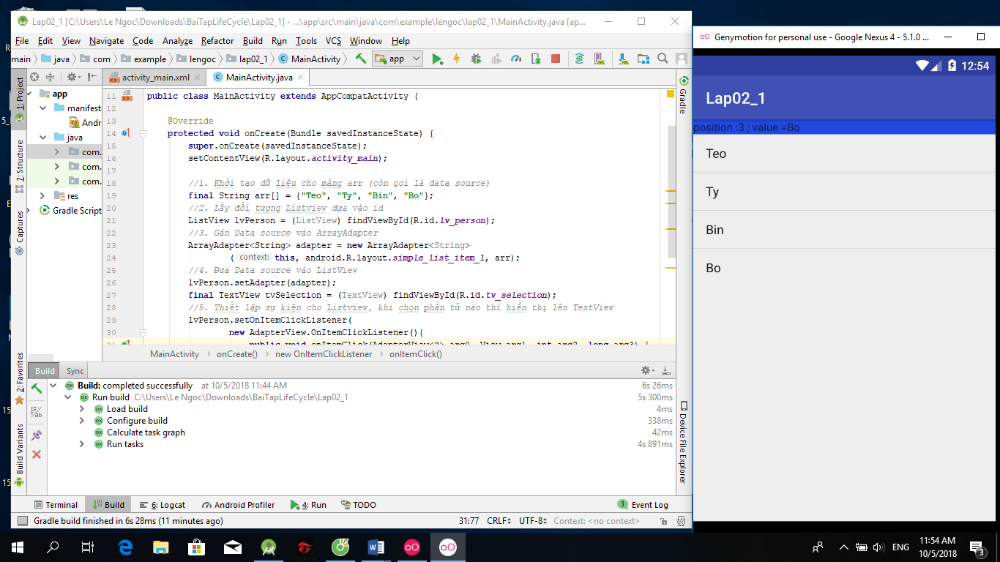 Lap02_1 [C:\Users\Le Ngoc\Downloads\BaiTapLifeCycle\Lap02_1] - ...\app\src\main\java\com\example\lengoc\lap02_1\MainActivity.java [ap...
File Edit View Navigate Code Analyze Refactor Build Run Tools VCS Window Help
main java com example lengoc lap02_1 MainActivity app
1: Project
7: Structure
Captures
2: Favorites
Build Variants
app
manifest
Andr
java
com.
com.
com.
res
Gradle Script
activity_main.xml MainActivity.java
11 public class MainActivity extends AppCompatActivity {
12
13 @Override
14 protected void onCreate(Bundle savedInstanceState) {
15 super.onCreate(savedInstanceState);
16 setContentView(R.layout.activity_main);
17
18 //1. Khởi tạo dữ liệu cho mảng arr (còn gọi là data source)
19 final String arr[] = {"Teo", "Ty", "Bin", "Bo"};
20 //2. Lấy đối tượng Listview dựa vào id
21 ListView lvPerson = (ListView) findViewById(R.id.lv_person);
22 //3. Gán Data source vào ArrayAdapter
23 ArrayAdapter<String> adapter = new ArrayAdapter<String>
24 ( context: this, android.R.layout.simple_list_item_1, arr);
25 //4. Đưa Data source vào ListView
26 lvPerson.setAdapter(adapter);
27 final TextView tvSelection = (TextView) findViewById(R.id.tv_selection);
28 //5. Thiết lập sự kiện cho Listview, khi chọn phần tử nào thì hiển thị lên TextView
29 lvPerson.setOnItemClickListener(
30 new AdapterView.OnItemClickListener(){
31 public void onItemClick(AdapterView<?> arg0, View arg1, int arg2, long arg3) {
MainActivity › onCreate() › new OnItemClickListener › onItemClick()
Gradle
Device File Explorer
Build Sync
Build: completed successfully at 10/5/2018 11:44 AM 6s 26ms
Run build C:\Users\Le Ngoc\Downloads\BaiTapLifeCycle\Lap02_1 5s 300ms
Load build 4ms
Configure build 338ms
Calculate task graph 42ms
Run tasks 4s 891ms
Terminal Build 6: Logcat Android Profiler 4: Run TODO 3 Event Log
Gradle build finished in 6s 28ms (11 minutes ago) 31:77 CRLF UTF-8 Context: <no context>
Genymotion for personal use - Google Nexus 4 - 5.1.0 ...
12:54
Lap02_1
position :3 ; value =Bo
Teo
Ty
Bin
Bo
ENG
11:54 AM
10/5/2018
3